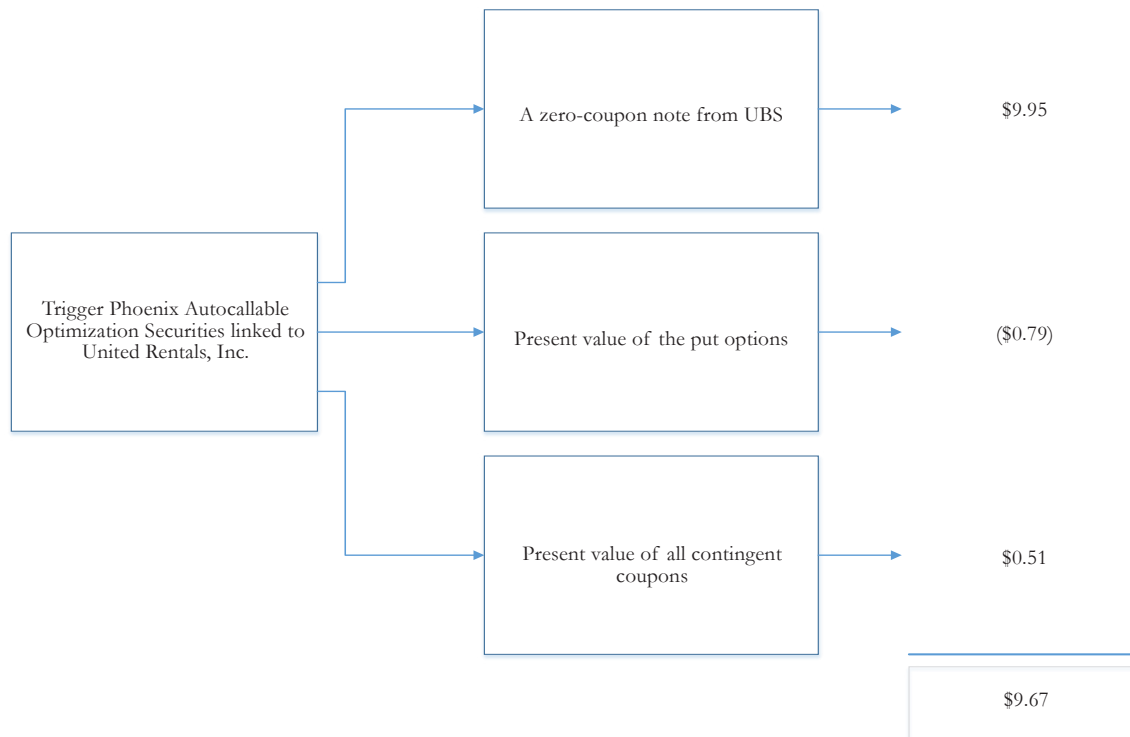 A zero-coupon note from UBS
$9.95
Trigger Phoenix Autocallable
Optimization Securities linked to
United Rentals, Inc.
Present value of the put options
($0.79)
Present value of all contingent
coupons
$0.51
$9.67